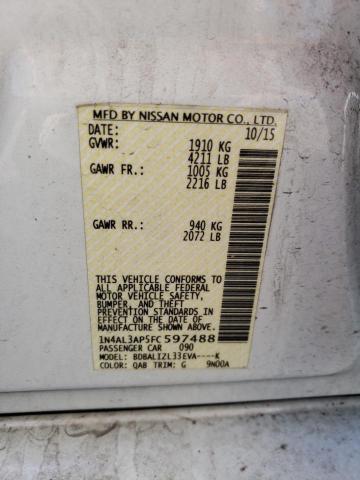 MFD BY NISSAN MOTOR CO., LTD.
DATE: 10/15
GVWR: 1910 KG
4211 LB
GAWR FR.: 1005 KG
2216 LB
GAWR RR.: 940 KG
2072 LB
THIS VEHICLE CONFORMS TO
ALL APPLICABLE FEDERAL
MOTOR VEHICLE SAFETY,
BUMPER, AND THEFT
PREVENTION STANDARDS IN
EFFECT ON THE DATE OF
MANUFACTURE SHOWN ABOVE.
1N4AL3AP5FC597488
PASSENGER CAR 090
MODEL: BDBALIZL33EVA----K
COLOR: QAB TRIM: G 9N00A